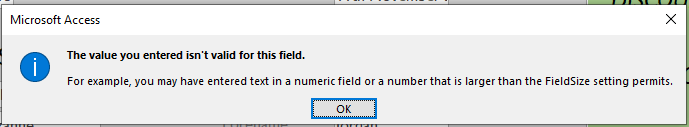 Microsoft Access
The value you entered isn't valid for this field.
For example, you may have entered text in a numeric field or a number that is larger than the FieldSize setting permits.
OK